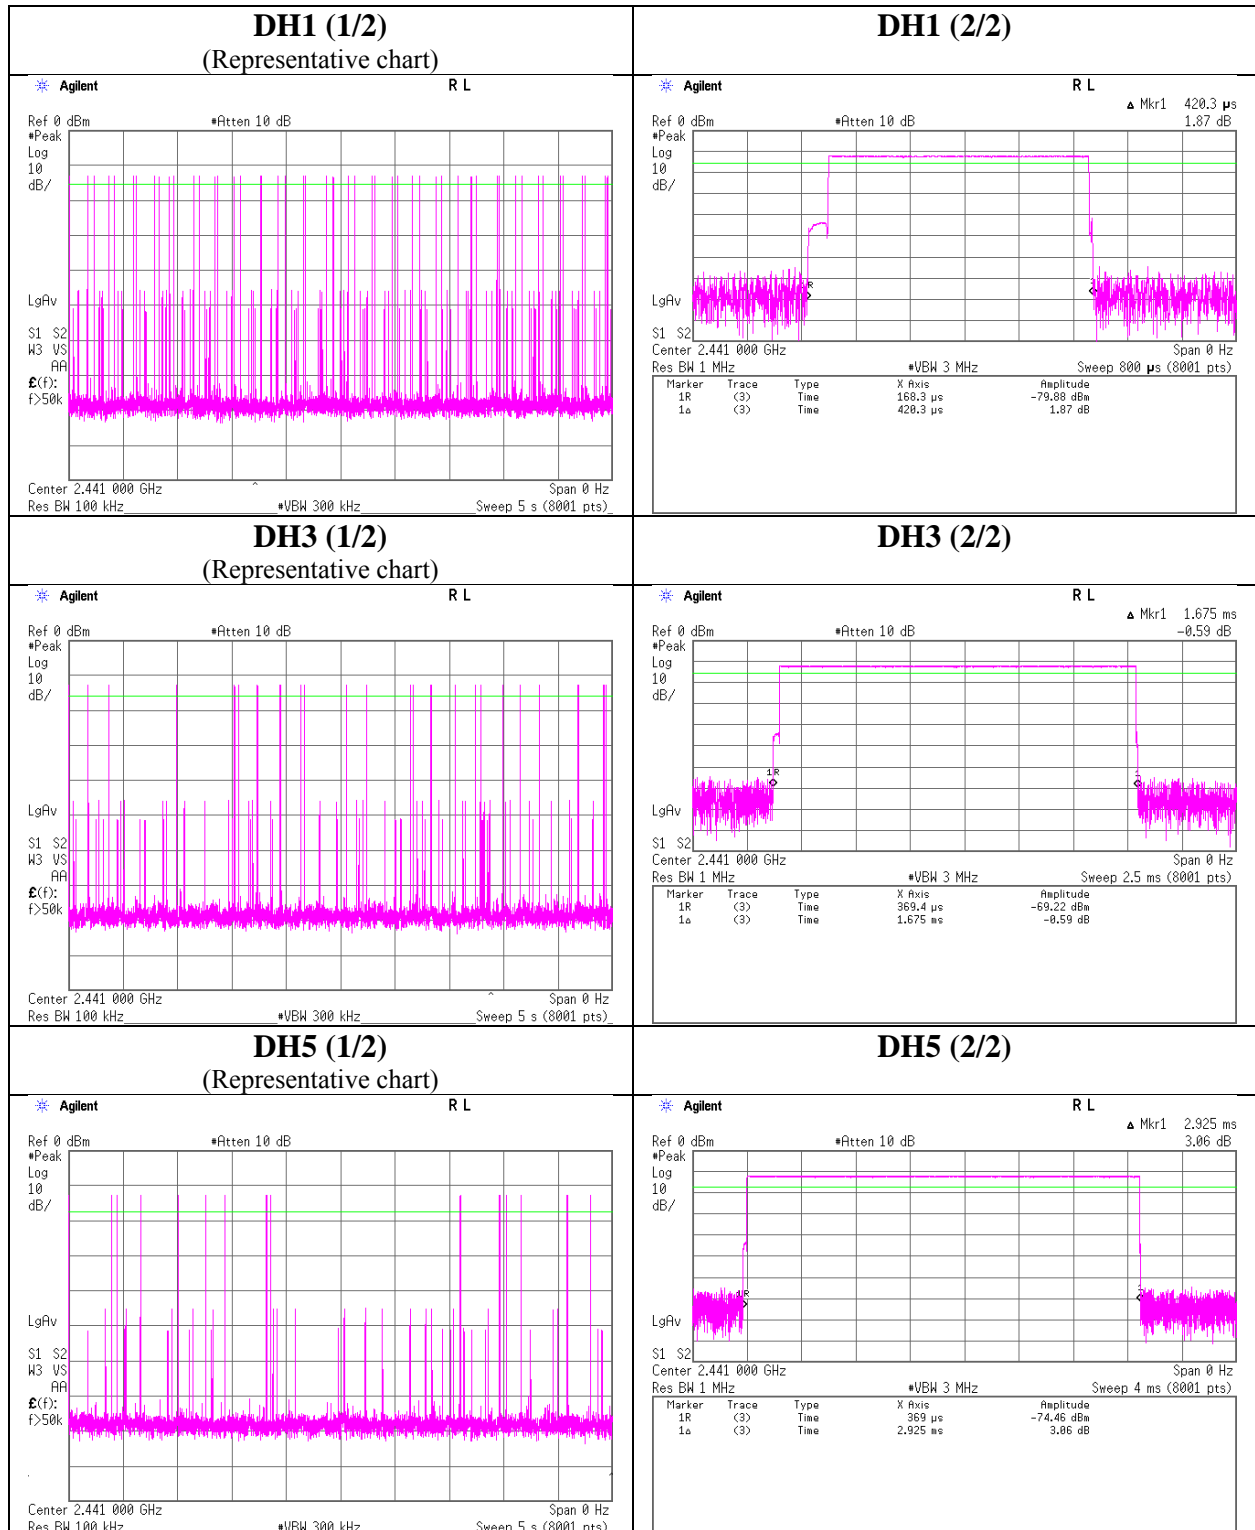 DH1 (1/2)
(Representative chart)
Agilent R L
Ref 0 dBm #Atten 10 dB
#Peak
Log
10
dB/
LgAv
S1 S2
W3 VS
AA
£(f):
f>50k
Center 2.441 000 GHz ^ Span 0 Hz
Res BW 100 kHz #VBW 300 kHz Sweep 5 s (8001 pts)
DH1 (2/2)
Agilent R L
Δ Mkr1 420.3 µs
Ref 0 dBm #Atten 10 dB 1.87 dB
#Peak
Log
10
dB/
R
LgAv
S1 S2
Center 2.441 000 GHz Span 0 Hz
Res BW 1 MHz #VBW 3 MHz Sweep 800 µs (8001 pts)
Marker Trace Type X Axis Amplitude
1R (3) Time 168.3 µs -79.88 dBm
1Δ (3) Time 420.3 µs 1.87 dB
DH3 (1/2)
(Representative chart)
Agilent R L
Ref 0 dBm #Atten 10 dB
#Peak
Log
10
dB/
LgAv
S1 S2
W3 VS
AA
£(f):
f>50k
Center 2.441 000 GHz ^ Span 0 Hz
Res BW 100 kHz #VBW 300 kHz Sweep 5 s (8001 pts)
DH3 (2/2)
Agilent R L
Δ Mkr1 1.675 ms
Ref 0 dBm #Atten 10 dB -0.59 dB
#Peak
Log
10
dB/
1R 1
LgAv
S1 S2
Center 2.441 000 GHz Span 0 Hz
Res BW 1 MHz #VBW 3 MHz Sweep 2.5 ms (8001 pts)
Marker Trace Type X Axis Amplitude
1R (3) Time 369.4 µs -69.22 dBm
1Δ (3) Time 1.675 ms -0.59 dB
DH5 (1/2)
(Representative chart)
Agilent R L
Ref 0 dBm #Atten 10 dB
#Peak
Log
10
dB/
LgAv
S1 S2
W3 VS
AA
£(f):
f>50k
Center 2.441 000 GHz Span 0 Hz
Res BW 100 kHz #VBW 300 kHz Sweep 5 s (8001 pts)
DH5 (2/2)
Agilent R L
Δ Mkr1 2.925 ms
Ref 0 dBm #Atten 10 dB 3.06 dB
#Peak
Log
10
dB/
R
LgAv
S1 S2
Center 2.441 000 GHz Span 0 Hz
Res BW 1 MHz #VBW 3 MHz Sweep 4 ms (8001 pts)
Marker Trace Type X Axis Amplitude
1R (3) Time 369 µs -74.46 dBm
1Δ (3) Time 2.925 ms 3.06 dB